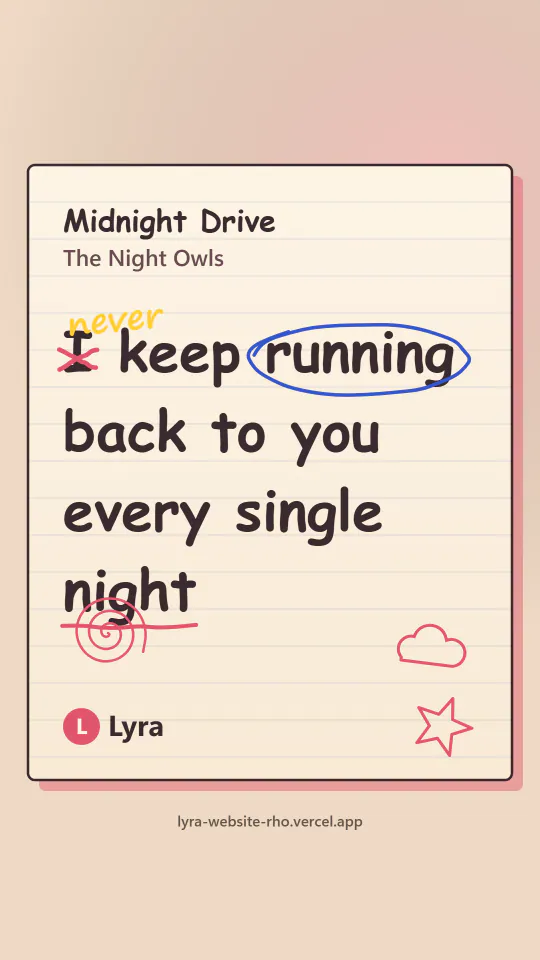 Midnight Drive
The Night Owls
never
I keep running
back to you
every single
night
L Lyra
lyra-website-rho.vercel.app